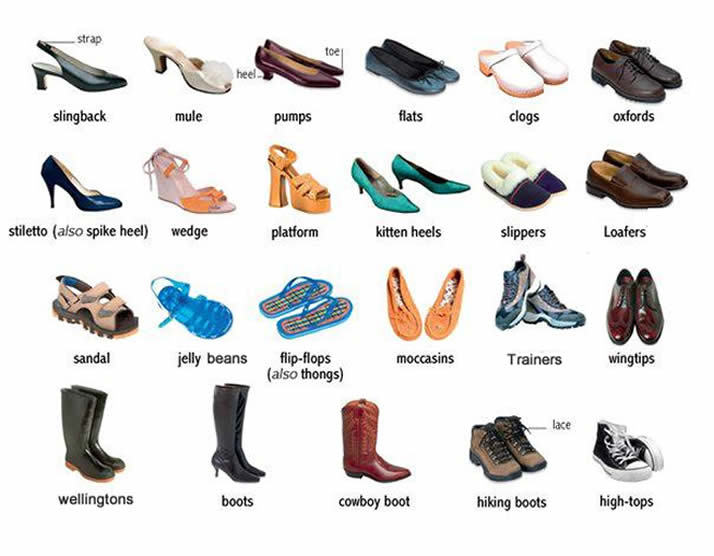 strap
toe
heel
slingback
mule
pumps
flats
clogs
oxfords
stiletto (also spike heel)
wedge
platform
kitten heels
slippers
Loafers
sandal
jelly beans
flip-flops
(also thongs)
moccasins
Trainers
wingtips
lace
wellingtons
boots
cowboy boot
hiking boots
high-tops